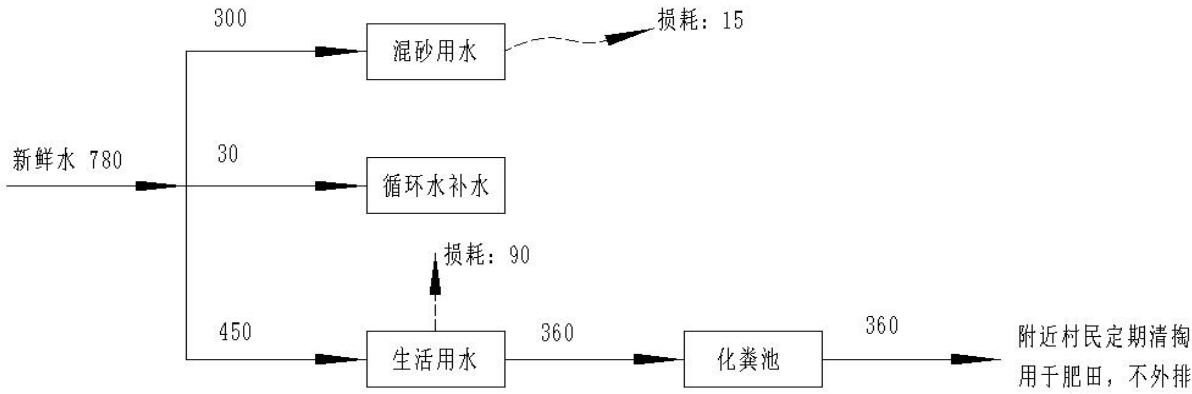 300
混砂用水
损耗：15
新鲜水 780
30
循环水补水
损耗：90
450
生活用水
360
化粪池
360
附近村民定期清掏
用于肥田，不外排